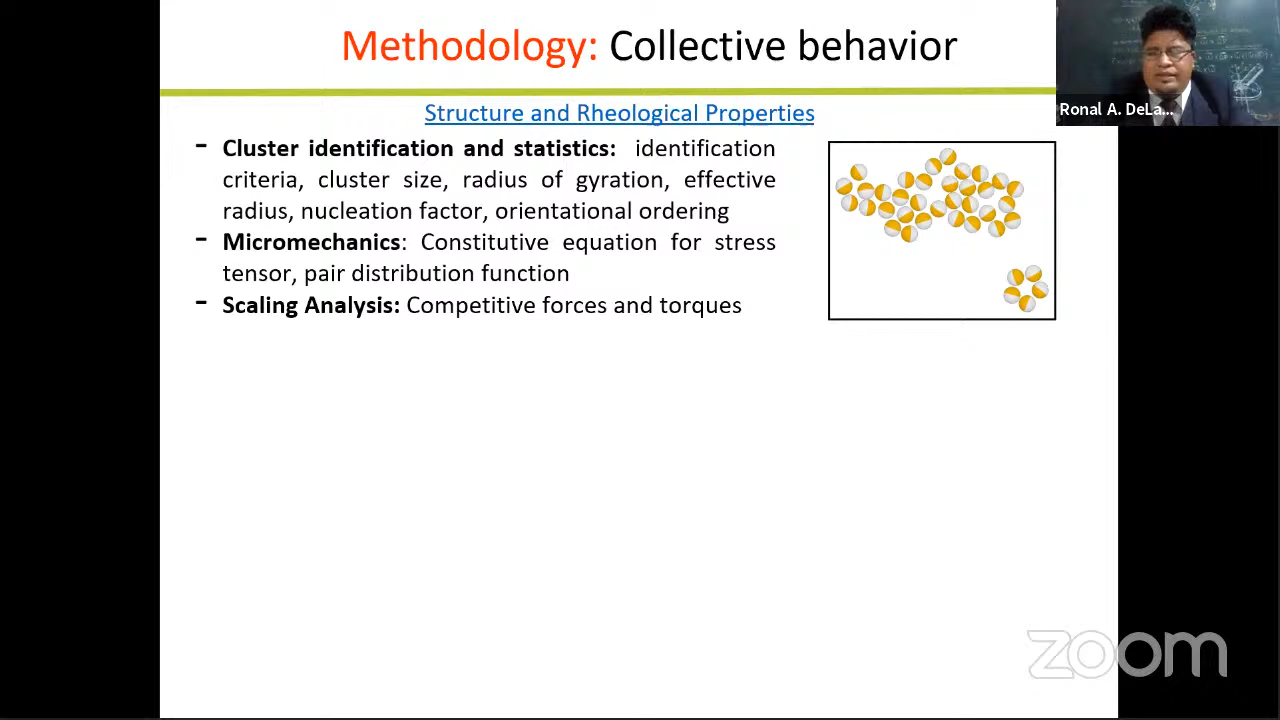 Methodology: Collective behavior
Ronal A. DeLa...
Structure and Rheological Properties
- Cluster identification and statistics: identification
criteria, cluster size, radius of gyration, effective
radius, nucleation factor, orientational ordering
- Micromechanics: Constitutive equation for stress
tensor, pair distribution function
- Scaling Analysis: Competitive forces and torques
zoom